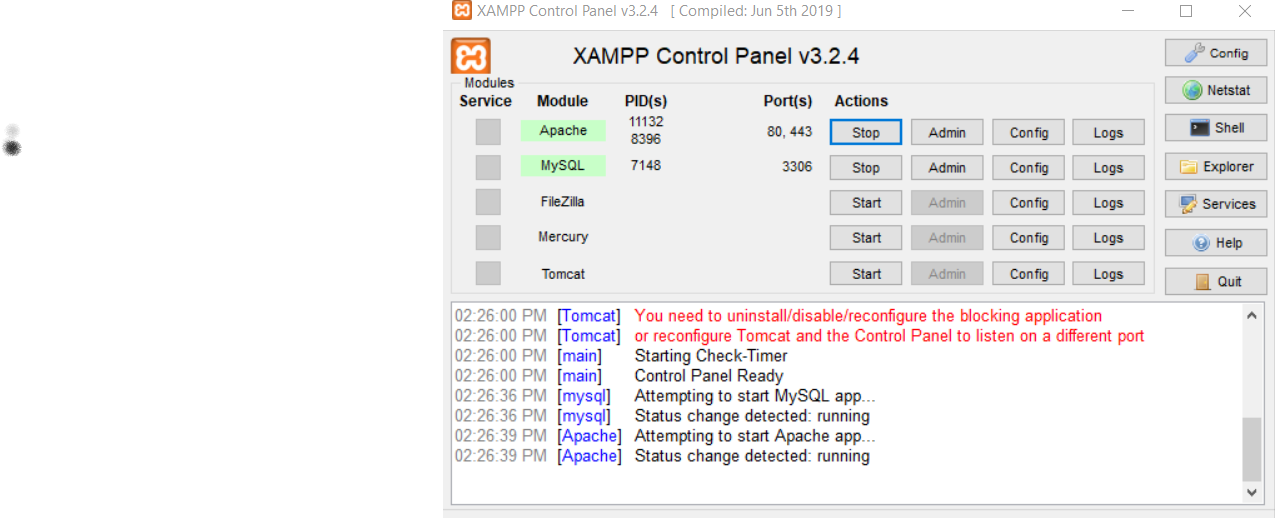 XAMPP Control Panel v3.2.4 [ Compiled: Jun 5th 2019 ]
XAMPP Control Panel v3.2.4
Config
Modules
Service Module PID(s) Port(s) Actions
Netstat
Apache 11132 8396 80, 443 Stop Admin Config Logs
Shell
MySQL 7148 3306 Stop Admin Config Logs
Explorer
FileZilla Start Admin Config Logs
Services
Mercury Start Admin Config Logs
Help
Tomcat Start Admin Config Logs
Quit
02:26:00 PM [Tomcat] You need to uninstall/disable/reconfigure the blocking application
02:26:00 PM [Tomcat] or reconfigure Tomcat and the Control Panel to listen on a different port
02:26:00 PM [main] Starting Check-Timer
02:26:00 PM [main] Control Panel Ready
02:26:36 PM [mysql] Attempting to start MySQL app...
02:26:36 PM [mysql] Status change detected: running
02:26:39 PM [Apache] Attempting to start Apache app...
02:26:39 PM [Apache] Status change detected: running